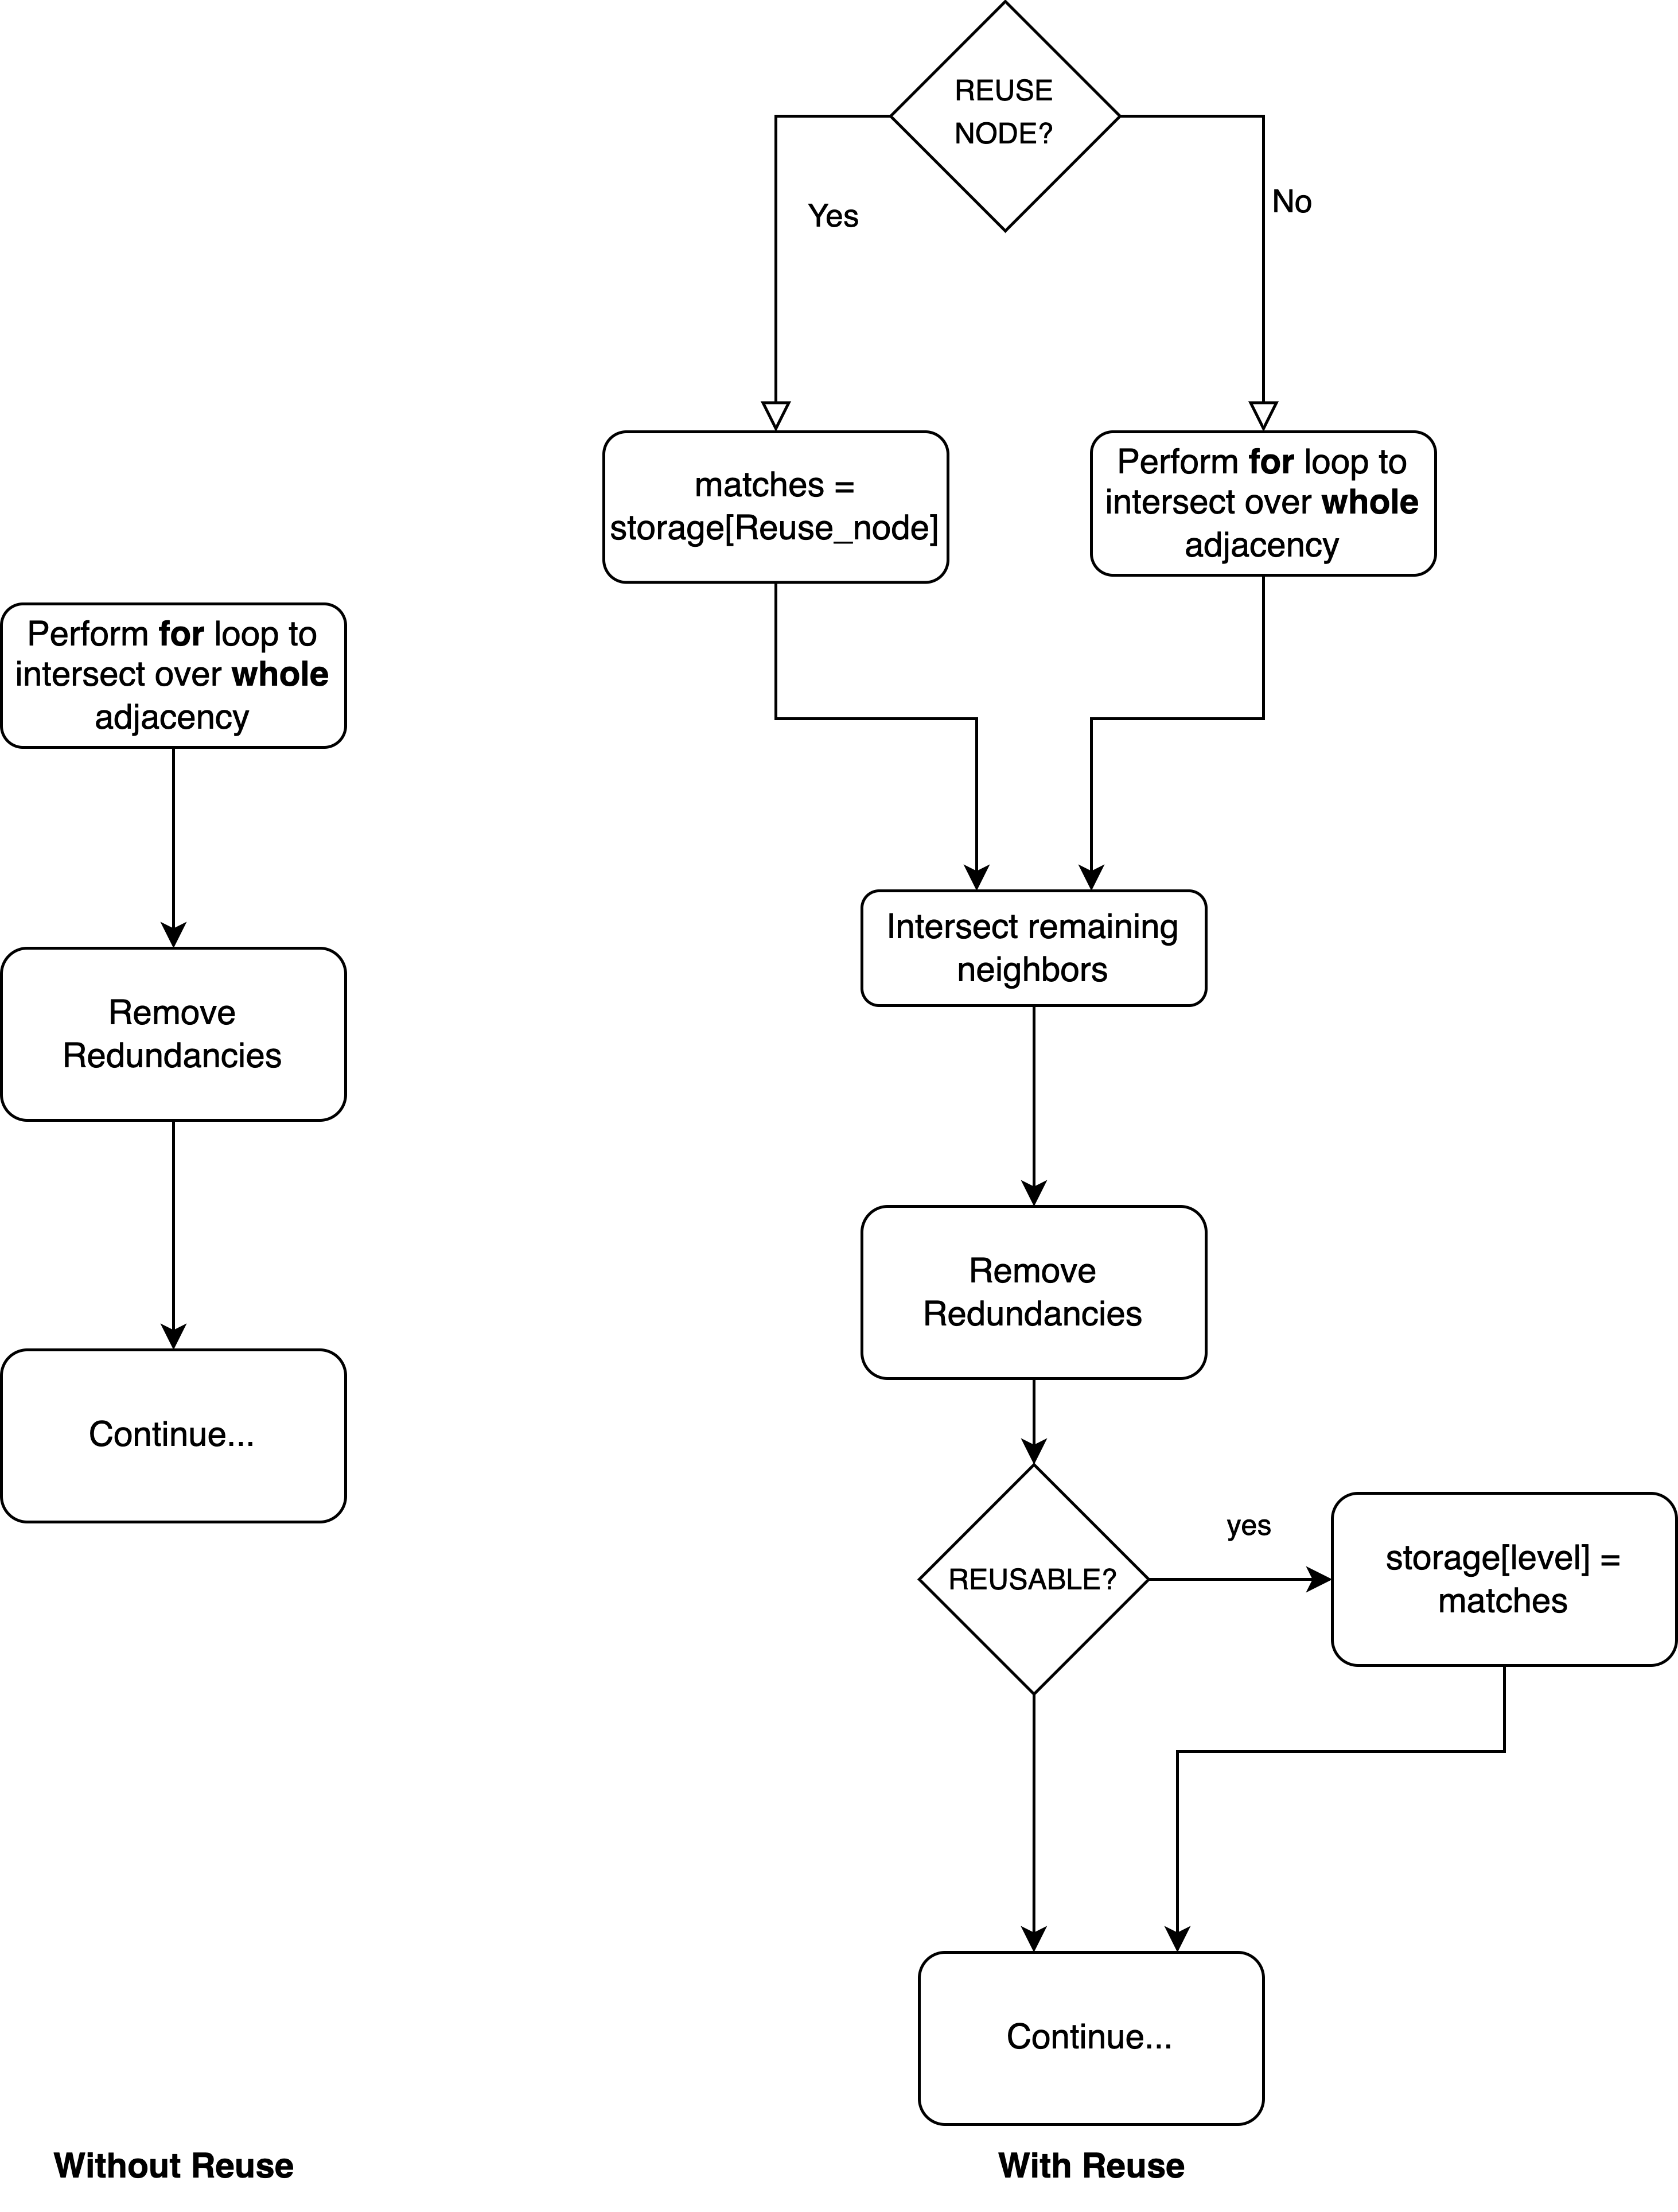 REUSE
NODE?
Yes
No
matches =
storage[Reuse_node]
Perform for loop to
intersect over whole
adjacency
Perform for loop to
intersect over whole
adjacency
Intersect remaining
neighbors
Remove
Redundancies
Remove
Redundancies
Continue...
REUSABLE?
yes
storage[level] =
matches
Continue...
Without Reuse
With Reuse